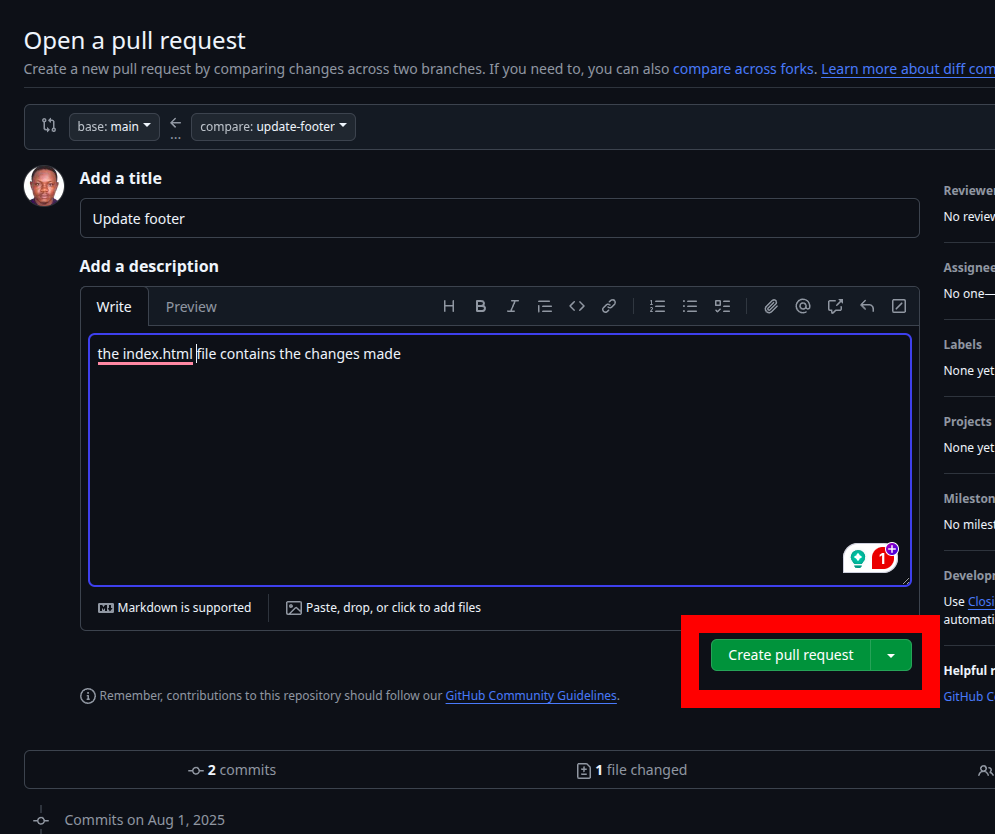 Open a pull request
Create a new pull request by comparing changes across two branches. If you need to, you can also compare across forks. Learn more about diff com
base: main
compare: update-footer
Add a title
Update footer
Add a description
Write
Preview
the index.html file contains the changes made
1
Markdown is supported
Paste, drop, or click to add files
Create pull request
Remember, contributions to this repository should follow our GitHub Community Guidelines.
Reviewer
No review
Assignee
No one—
Labels
None yet
Projects
None yet
Mileston
No milest
Developm
Use Closi
automati
Helpful r
GitHub C
2 commits
1 file changed
Commits on Aug 1, 2025